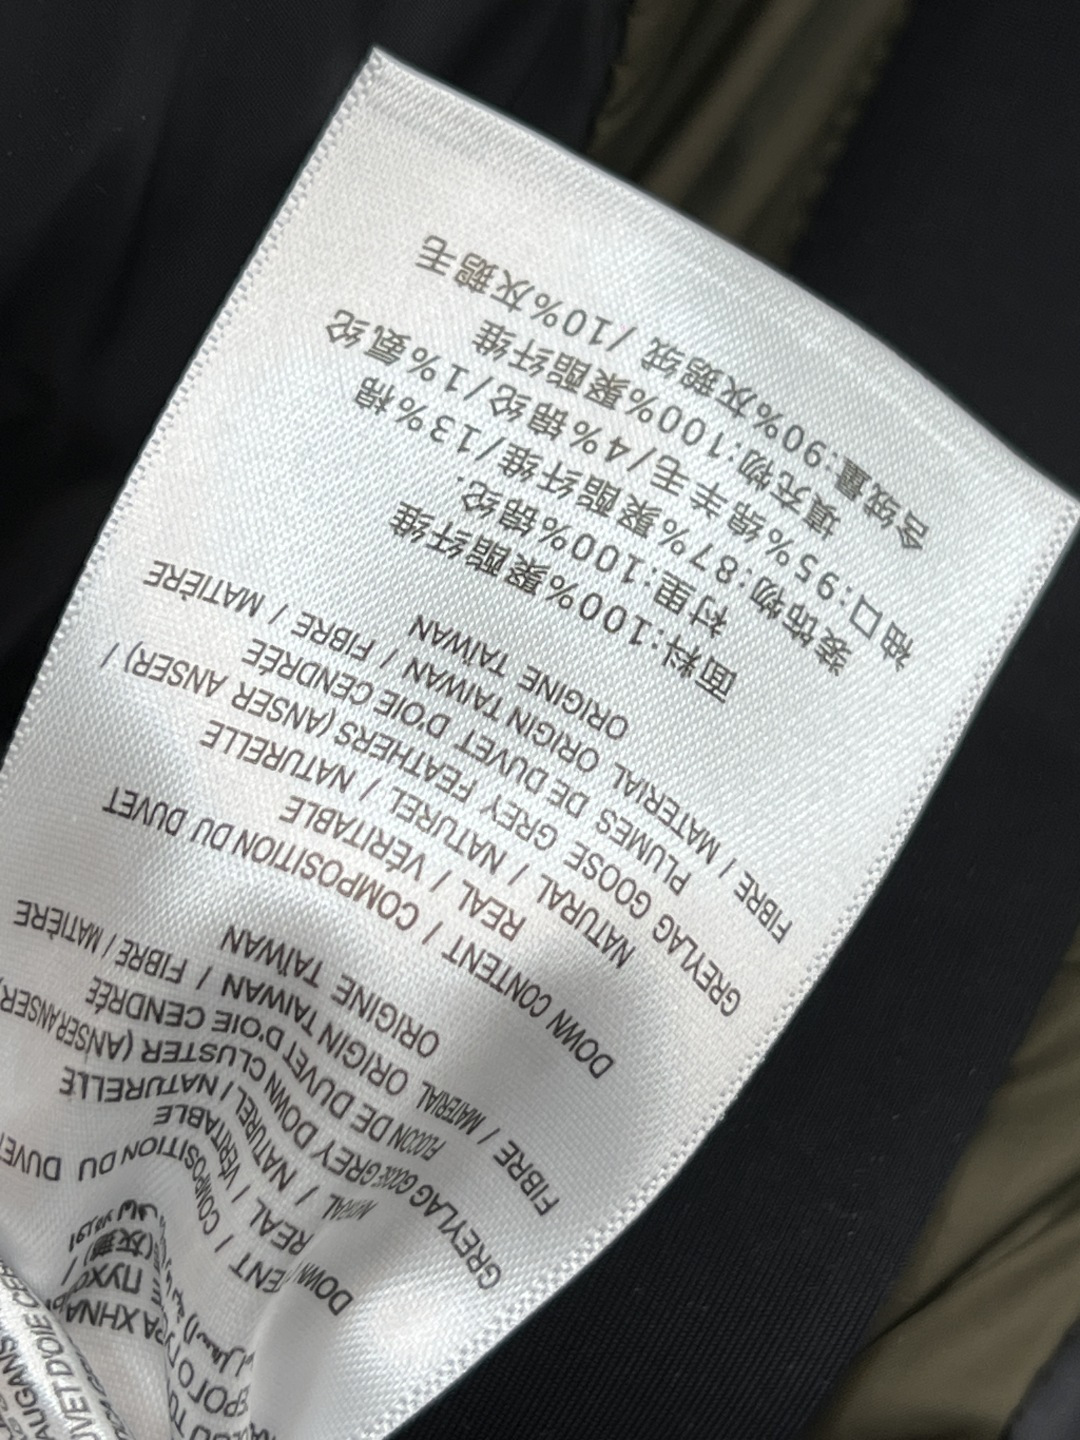 DOWN CONTENT / COMPOSITION DU DUVET
REAL / VÉRITABLE
NATURAL / NATUREL / NATURELLE
GREYLAG GOOSE GREY DOWN CLUSTER (ANSER ANSER)
FLOCON DE DUVET D'OIE CENDRÉE
FIBRE / MATERIAL ORIGIN TAIWAN / FIBRE / MATIÈRE
ORIGINE TAÏWAN
DOWN CONTENT / COMPOSITION DU DUVET
REAL / VÉRITABLE
NATURAL / NATUREL / NATURELLE
GREYLAG GOOSE GREY FEATHERS (ANSER ANSER) /
PLUMES DE DUVET D'OIE CENDRÉE
FIBRE / MATERIAL ORIGIN TAIWAN / FIBRE / MATIÈRE
ORIGINE TAÏWAN
面料:100%聚酯纤维
衬里:100%锦纶.
装饰物:87%聚酯纤维/13%棉
袖口:95%绵羊毛/4%锦纶/1%氨纶
填充物:100%聚酯纤维
含绒量:90%灰鹅绒 /10%灰鹅毛